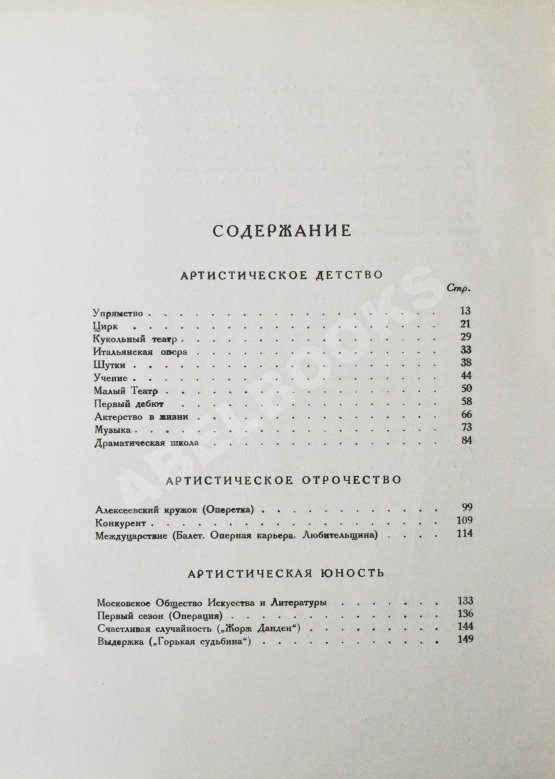 СОДЕРЖАНИЕ
АРТИСТИЧЕСКОЕ ДЕТСТВО
Стр.
Упрямство . . . . . . . . . . . . . . . . 13
Цирк . . . . . . . . . . . . . . . . 21
Кукольный театр . . . . . . . . . . . . . . . . 29
Итальянская опера . . . . . . . . . . . . . . . . 33
Шутки . . . . . . . . . . . . . . . . 38
Учение . . . . . . . . . . . . . . . . 44
Малый Театр . . . . . . . . . . . . . . . . 50
Первый дебют . . . . . . . . . . . . . . . . 58
Актерство в жизни . . . . . . . . . . . . . . . . 66
Музыка . . . . . . . . . . . . . . . . 73
Драматическая школа . . . . . . . . . . . . . . . . 84
АРТИСТИЧЕСКОЕ ОТРОЧЕСТВО
Алексеевский кружок (Оперетка) . . . . . . . . . . 99
Конкурент . . . . . . . . . . . . . . . . 109
Междуцарствие (Балет. Оперная карьера. Любительщина) . . . . 114
АРТИСТИЧЕСКАЯ ЮНОСТЬ
Московское Общество Искусства и Литературы . . . . . . 133
Первый сезон (Операция) . . . . . . . . . . . . 136
Счастливая случайность („Жорж Данден“) . . . . . . . . 144
Выдержка („Горькая судьбина“) . . . . . . . . . . 149
ABELBOOKS